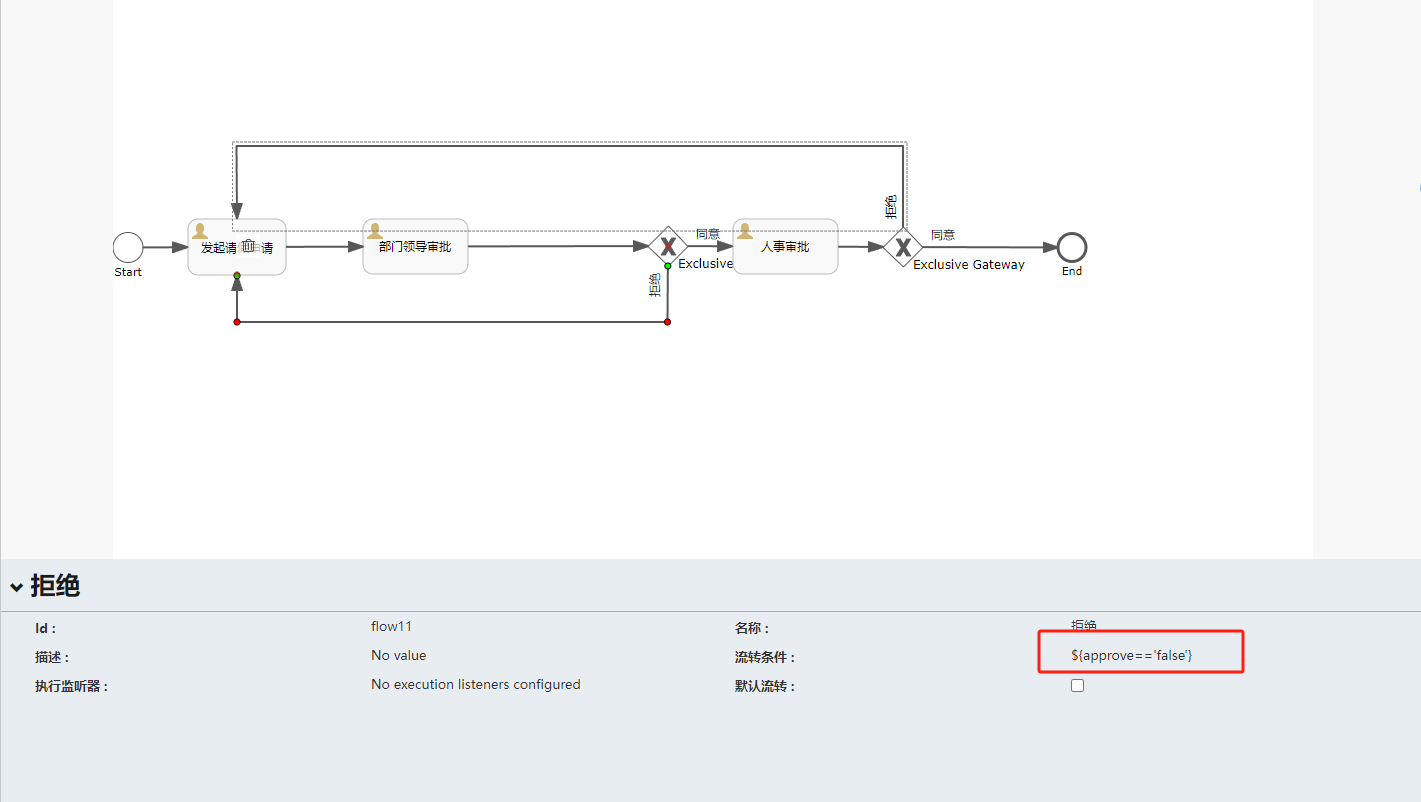 拒绝
同意
同意
发起请假申请
部门领导审批
X
人事审批
X
Exclusive
Exclusive Gateway
Start
End
拒绝
拒绝
Id :
flow11
名称 :
拒绝
描述 :
No value
流转条件 :
${approve=='false'}
执行监听器 :
No execution listeners configured
默认流转 :